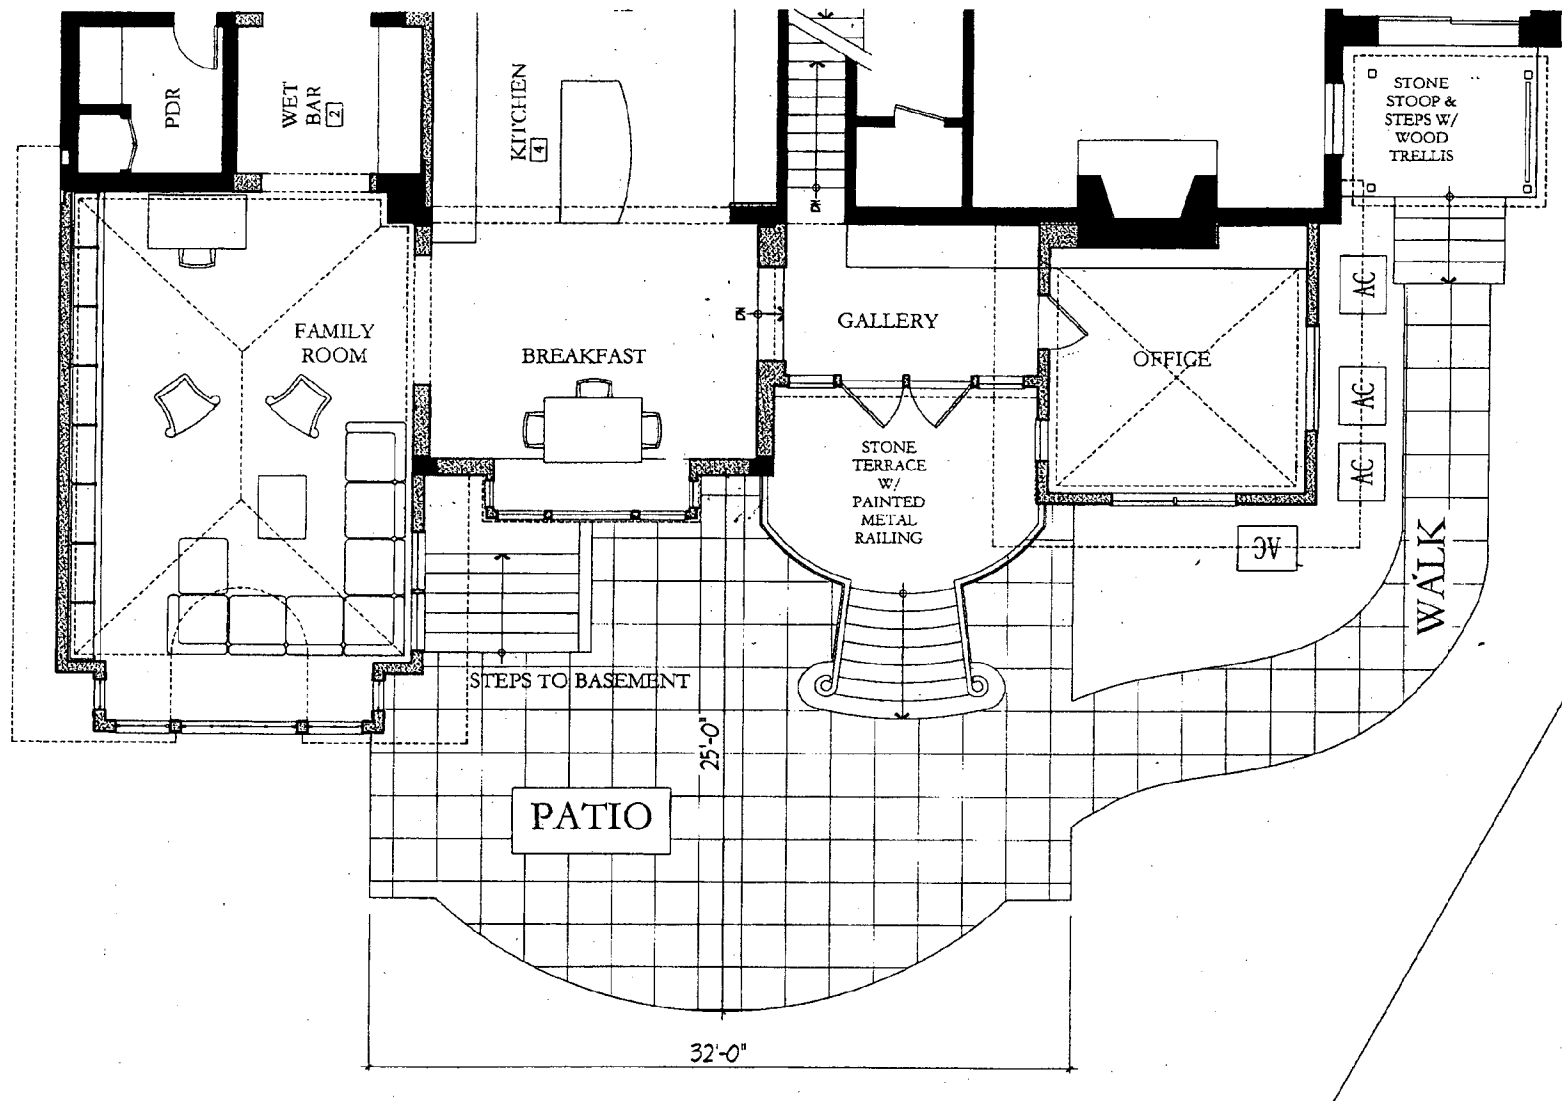 PDR
WET
BAR
2
KITCHEN
4
DN
STONE
STOOP &
STEPS W/
WOOD
TRELLIS
FAMILY
ROOM
BREAKFAST
DN
GALLERY
OFFICE
AC
AC
AC
AC
STONE
TERRACE
W/
PAINTED
METAL
RAILING
WALK
STEPS TO BASEMENT
25'-0"
PATIO
32'-0"